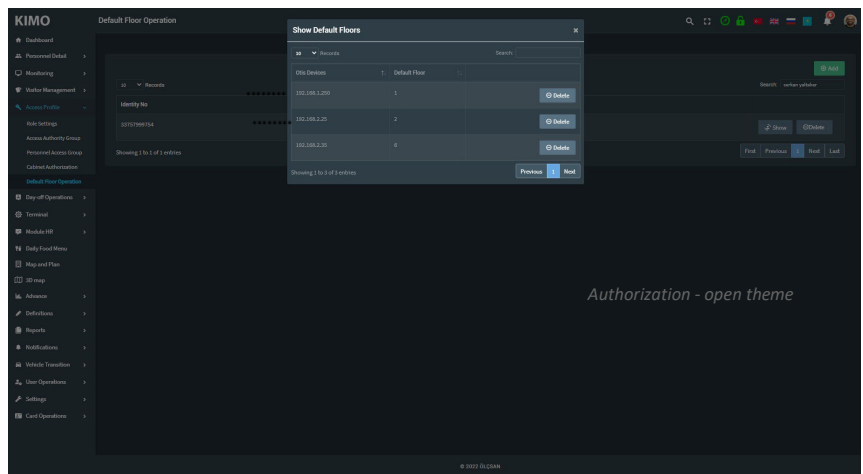 KIMO
Default Floor Operation
Dashboard
Personnel Detail
Monitoring
Visitor Management
Access Profile
Role Settings
Access Authority Group
Personnel Access Group
Cabinet Authorization
Default Floor Operation
Day-off Operations
Terminal
Module HR
Daily Food Menu
Map and Plan
3D map
Advance
Definitions
Reports
Notifications
Vehicle Transition
User Operations
Settings
Card Operations
Add
10 Records
Search:
Identity No
Show Delete
Showing 1 to 1 of 1 entries
First Previous 1 Next Last
Show Default Floors ×
10 Records
Search:
Otis Devices Default Floor
1 Delete
192.168.2.25 2 Delete
192.168.2.35 6 Delete
Showing 1 to 3 of 3 entries
Previous 1 Next
Authorization - open theme
© 2022 ÖLÇSAN